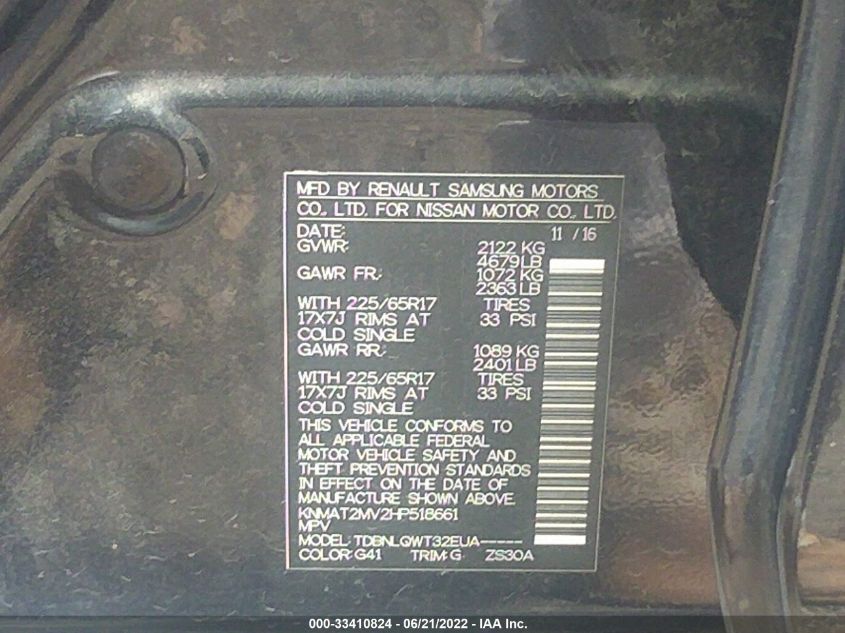 MFD BY RENAULT SAMSUNG MOTORS
CO., LTD. FOR NISSAN MOTOR CO., LTD.
DATE: 11 / 16
GVWR: 2122 KG
4679 LB
GAWR FR.: 1072 KG
2363 LB
WITH 225/65R17 TIRES
17X7J RIMS AT 33 PSI
COLD SINGLE
GAWR RR.: 1089 KG
2401 LB
WITH 225/65R17 TIRES
17X7J RIMS AT 33 PSI
COLD SINGLE
THIS VEHICLE CONFORMS TO
ALL APPLICABLE FEDERAL
MOTOR VEHICLE SAFETY AND
THEFT PREVENTION STANDARDS
IN EFFECT ON THE DATE OF
MANUFACTURE SHOWN ABOVE.
KNMAT2MV2HP518661
MPV
MODEL: TDBNLQWT32EUA-----
COLOR: G41 TRIM: G ZS30A
000-33410824 - 06/21/2022 - IAA Inc.